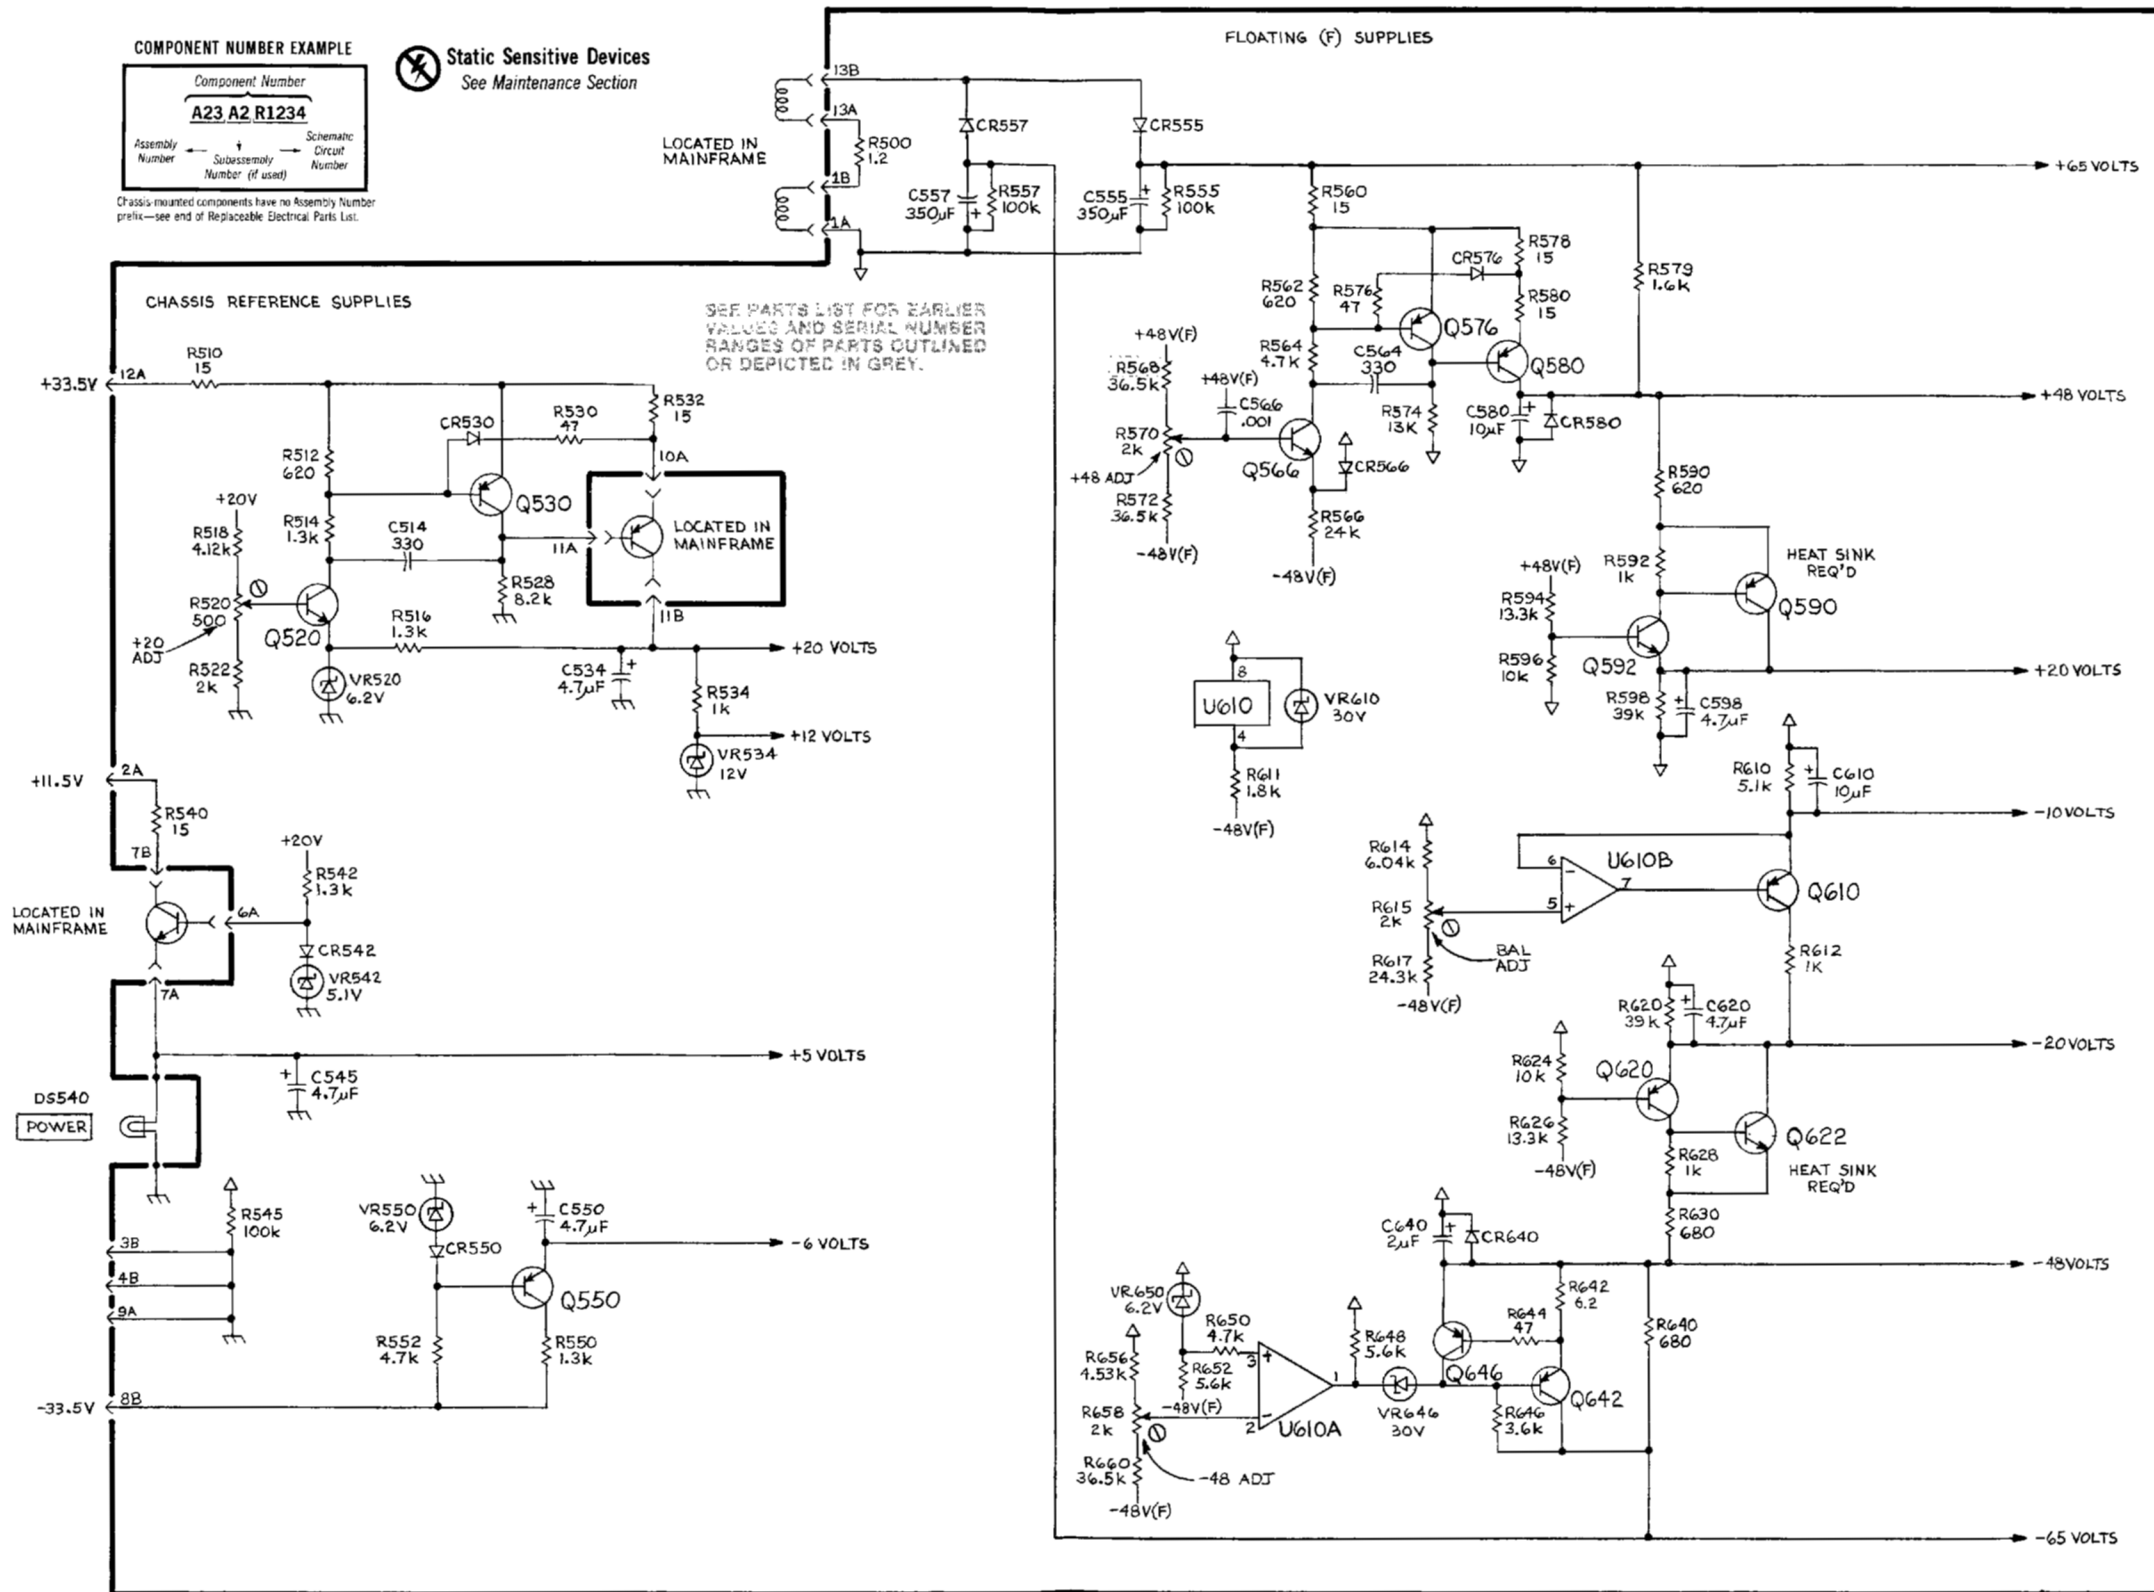 COMPONENT NUMBER EXAMPLE
Component Number
A23 A2 R1234
Assembly
Number
Subassembly
Number (if used)
Schematic
Circuit
Number
Chassis-mounted components have no Assembly Number
prefix—see end of Replaceable Electrical Parts List.
Static Sensitive Devices
See Maintenance Section
FLOATING (F) SUPPLIES
LOCATED IN
MAINFRAME
13B
13A
R500
1.2
1B
1A
CR557
C557
350µF
+
R557
100k
CR555
C555
350µF
+
R555
100k
+65 VOLTS
R560
15
R578
15
CR576
R562
620
R576
47
R580
15
R579
1.6k
Q576
Q580
+48V(F)
R568
36.5k
R564
4.7k
C564
330
+48V(F)
C566
.001
R570
2k
+48 ADJ
R572
36.5k
-48V(F)
Q566
CR566
R574
13K
C580
10µF
+
CR580
+48 VOLTS
R566
24k
-48V(F)
R590
620
+48V(F)
R592
1k
HEAT SINK
REQ'D
Q590
R594
13.3k
R596
10k
Q592
+20 VOLTS
R598
39k
+
C598
4.7µF
8
U610
4
VR610
30V
R611
1.8k
-48V(F)
R610
5.1k
+
C610
10µF
-10 VOLTS
R614
6.04k
R615
2k
BAL
ADJ
R617
24.3k
-48V(F)
6
-
5
+
7
U610B
Q610
R612
1K
R620
39k
+
C620
4.7µF
-20 VOLTS
R624
10k
Q620
R626
13.3k
-48V(F)
Q622
R628
1k
HEAT SINK
REQ'D
R630
680
C640
2µF
+
CR640
-48 VOLTS
VR650
6.2V
R642
6.2
R644
47
R640
680
R650
4.7k
R648
5.6k
R656
4.53k
R652
5.6k
-48V(F)
3
+
2
-
1
U610A
VR646
30V
Q646
Q642
R646
3.6k
R658
2k
-48 ADJ
R660
36.5k
-48V(F)
-65 VOLTS
CHASSIS REFERENCE SUPPLIES
SEE PARTS LIST FOR EARLIER
VALUES AND SERIAL NUMBER
RANGES OF PARTS OUTLINED
OR DEPICTED IN GREY.
+33.5V
12A
R510
15
CR530
R530
47
R532
15
R512
620
10A
Q530
LOCATED IN
MAINFRAME
+20V
R518
4.12k
R514
1.3k
C514
330
11A
R520
500
+20
ADJ
Q520
R528
8.2k
R516
1.3k
11B
R522
2k
VR520
6.2V
C534
4.7µF
+
+20 VOLTS
R534
1k
+12 VOLTS
VR534
12V
+11.5V
2A
R540
15
7B
+20V
R542
1.3k
LOCATED IN
MAINFRAME
6A
CR542
VR542
5.1V
7A
+5 VOLTS
+
C545
4.7µF
DS540
POWER
R545
100k
3B
4B
9A
VR550
6.2V
+
C550
4.7µF
CR550
-6 VOLTS
Q550
R552
4.7k
R550
1.3k
-33.5V
8B